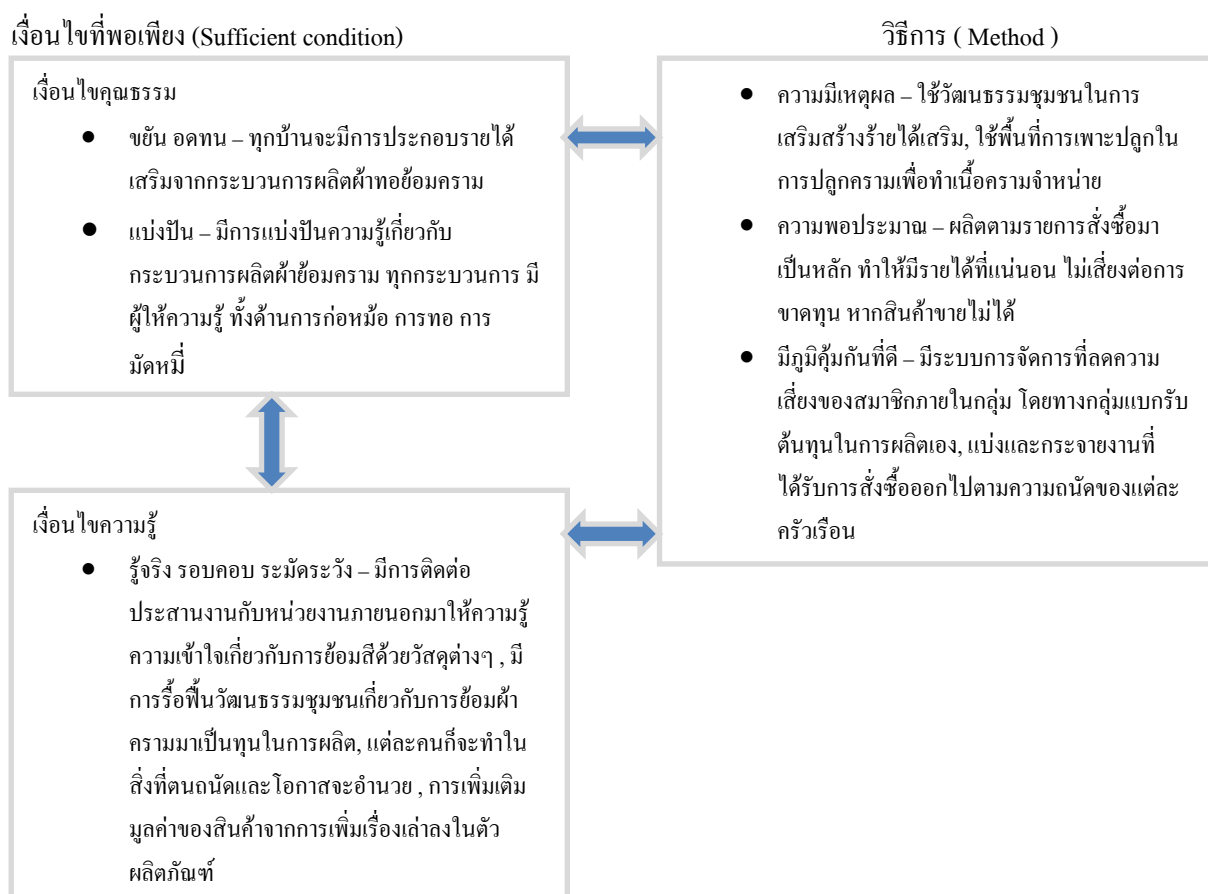 เงื่อนไขที่พอเพียง (Sufficient condition)
เงื่อนไขคุณธรรม
● ขยัน อดทน – ทุกบ้านจะมีการประกอบรายได้
เสริมจากกระบวนการผลิตผ้าทอย้อมคราม
● แบ่งปัน – มีการแบ่งปันความรู้เกี่ยวกับ
กระบวนการผลิตผ้าย้อมคราม ทุกกระบวนการ มี
ผู้ให้ความรู้ ทั้งด้านการก่อหม้อ การทอ การ
มัดหมี่
เงื่อนไขความรู้
● รู้จริง รอบคอบ ระมัดระวัง – มีการติดต่อ
ประสานงานกับหน่วยงานภายนอกมาให้ความรู้
ความเข้าใจเกี่ยวกับการย้อมสีด้วยวัสดุต่างๆ , มี
การรื้อฟื้นวัฒนธรรมชุมชนเกี่ยวกับการย้อมผ้า
ครามมาเป็นทุนในการผลิต, แต่ละคนก็จะทำใน
สิ่งที่ตนถนัดและโอกาสจะอำนวย , การเพิ่มเติม
มูลค่าของสินค้าจากการเพิ่มเรื่องเล่าลงในตัว
ผลิตภัณฑ์
วิธีการ ( Method )
● ความมีเหตุผล – ใช้วัฒนธรรมชุมชนในการ
เสริมสร้างร้ายได้เสริม, ใช้พื้นที่การเพาะปลูกใน
การปลูกครามเพื่อทำเนื้อครามจำหน่าย
● ความพอประมาณ – ผลิตตามรายการสั่งซื้อมา
เป็นหลัก ทำให้มีรายได้ที่แน่นอน ไม่เสี่ยงต่อการ
ขาดทุน หากสินค้าขายไม่ได้
● มีภูมิคุ้มกันที่ดี – มีระบบการจัดการที่ลดความ
เสี่ยงของสมาชิกภายในกลุ่ม โดยทางกลุ่มแบกรับ
ต้นทุนในการผลิตเอง, แบ่งและกระจายงานที่
ได้รับการสั่งซื้อออกไปตามความถนัดของแต่ละ
ครัวเรือน